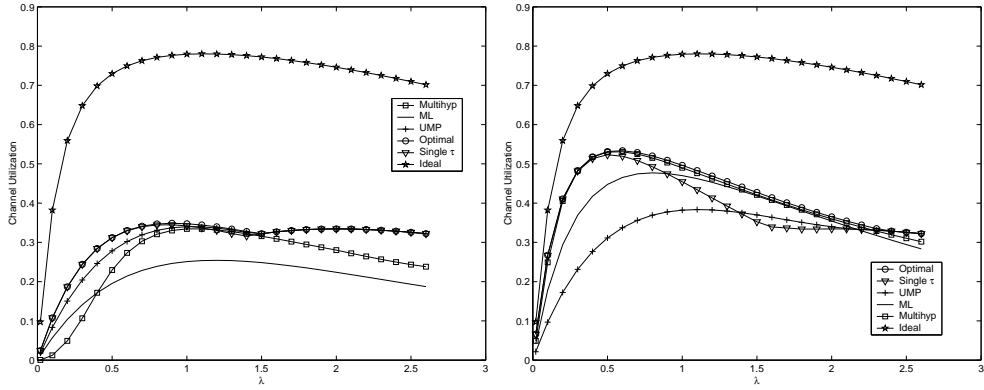 0.9
0.8
0.7
0.6
0.5
0.4
0.3
0.2
0.1
0
Channel Utilization
Multihyp
ML
UMP
Optimal
Single τ
Ideal
0 0.5 1 1.5 2 2.5 3
λ
0.9
0.8
0.7
0.6
0.5
0.4
0.3
0.2
0.1
0
Channel Utilization
Optimal
Single τ
UMP
ML
Multihyp
Ideal
0 0.5 1 1.5 2 2.5 3
λ